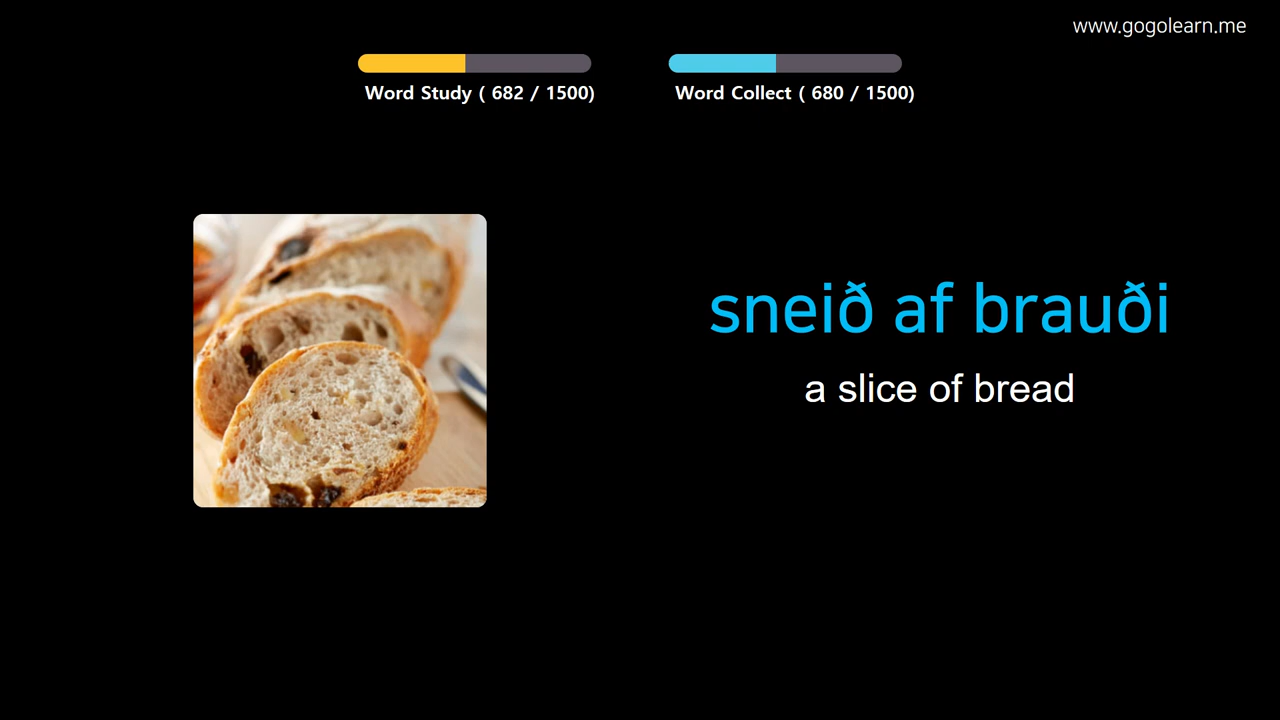 www.gogolearn.me
Word Study ( 682 / 1500)
Word Collect ( 680 / 1500)
sneið af brauði
a slice of bread